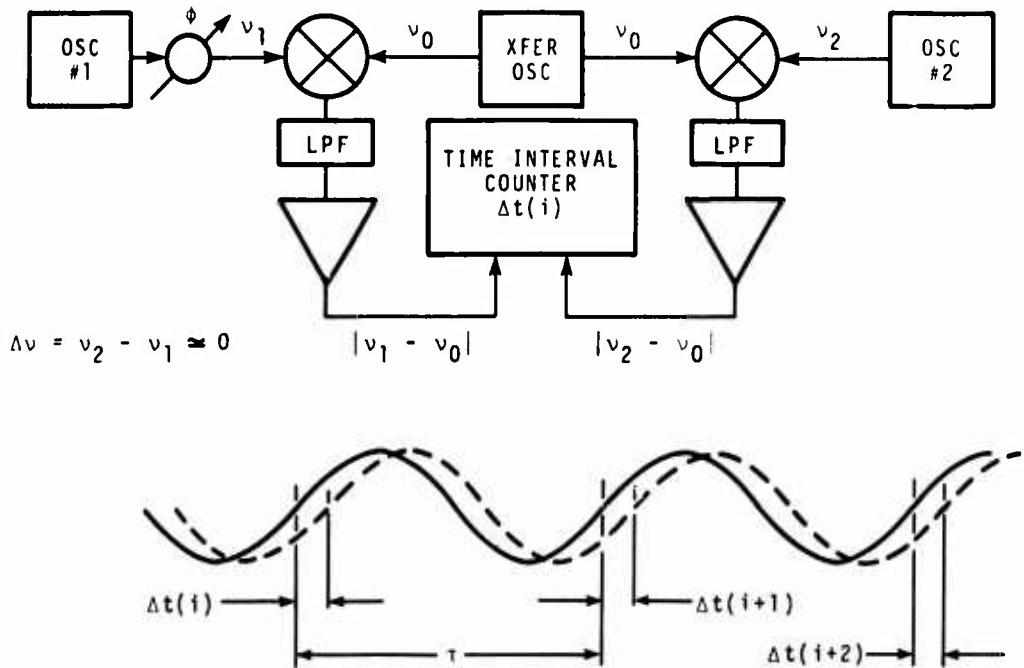 ϕ
OSC #1
ν₁
ν₀
XFER OSC
ν₀
ν₂
OSC #2
LPF
TIME INTERVAL COUNTER Δt(i)
LPF
Δν = ν₂ - ν₁ ≃ 0
|ν₁ - ν₀|
|ν₂ - ν₀|
Δt(i)
Δt(i+1)
τ
Δt(i+2)